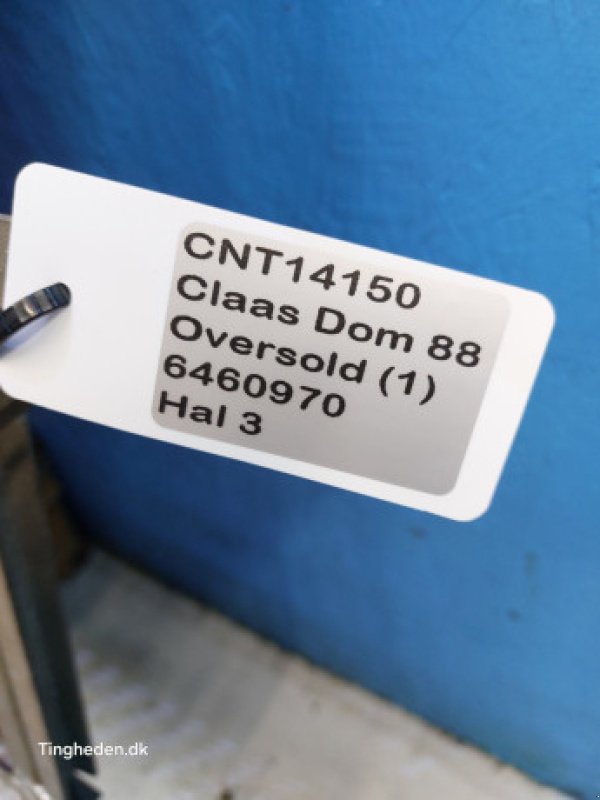 CNT14150
Claas Dom 88
Oversold (1)
6460970
Hal 3
Tingheden.dk